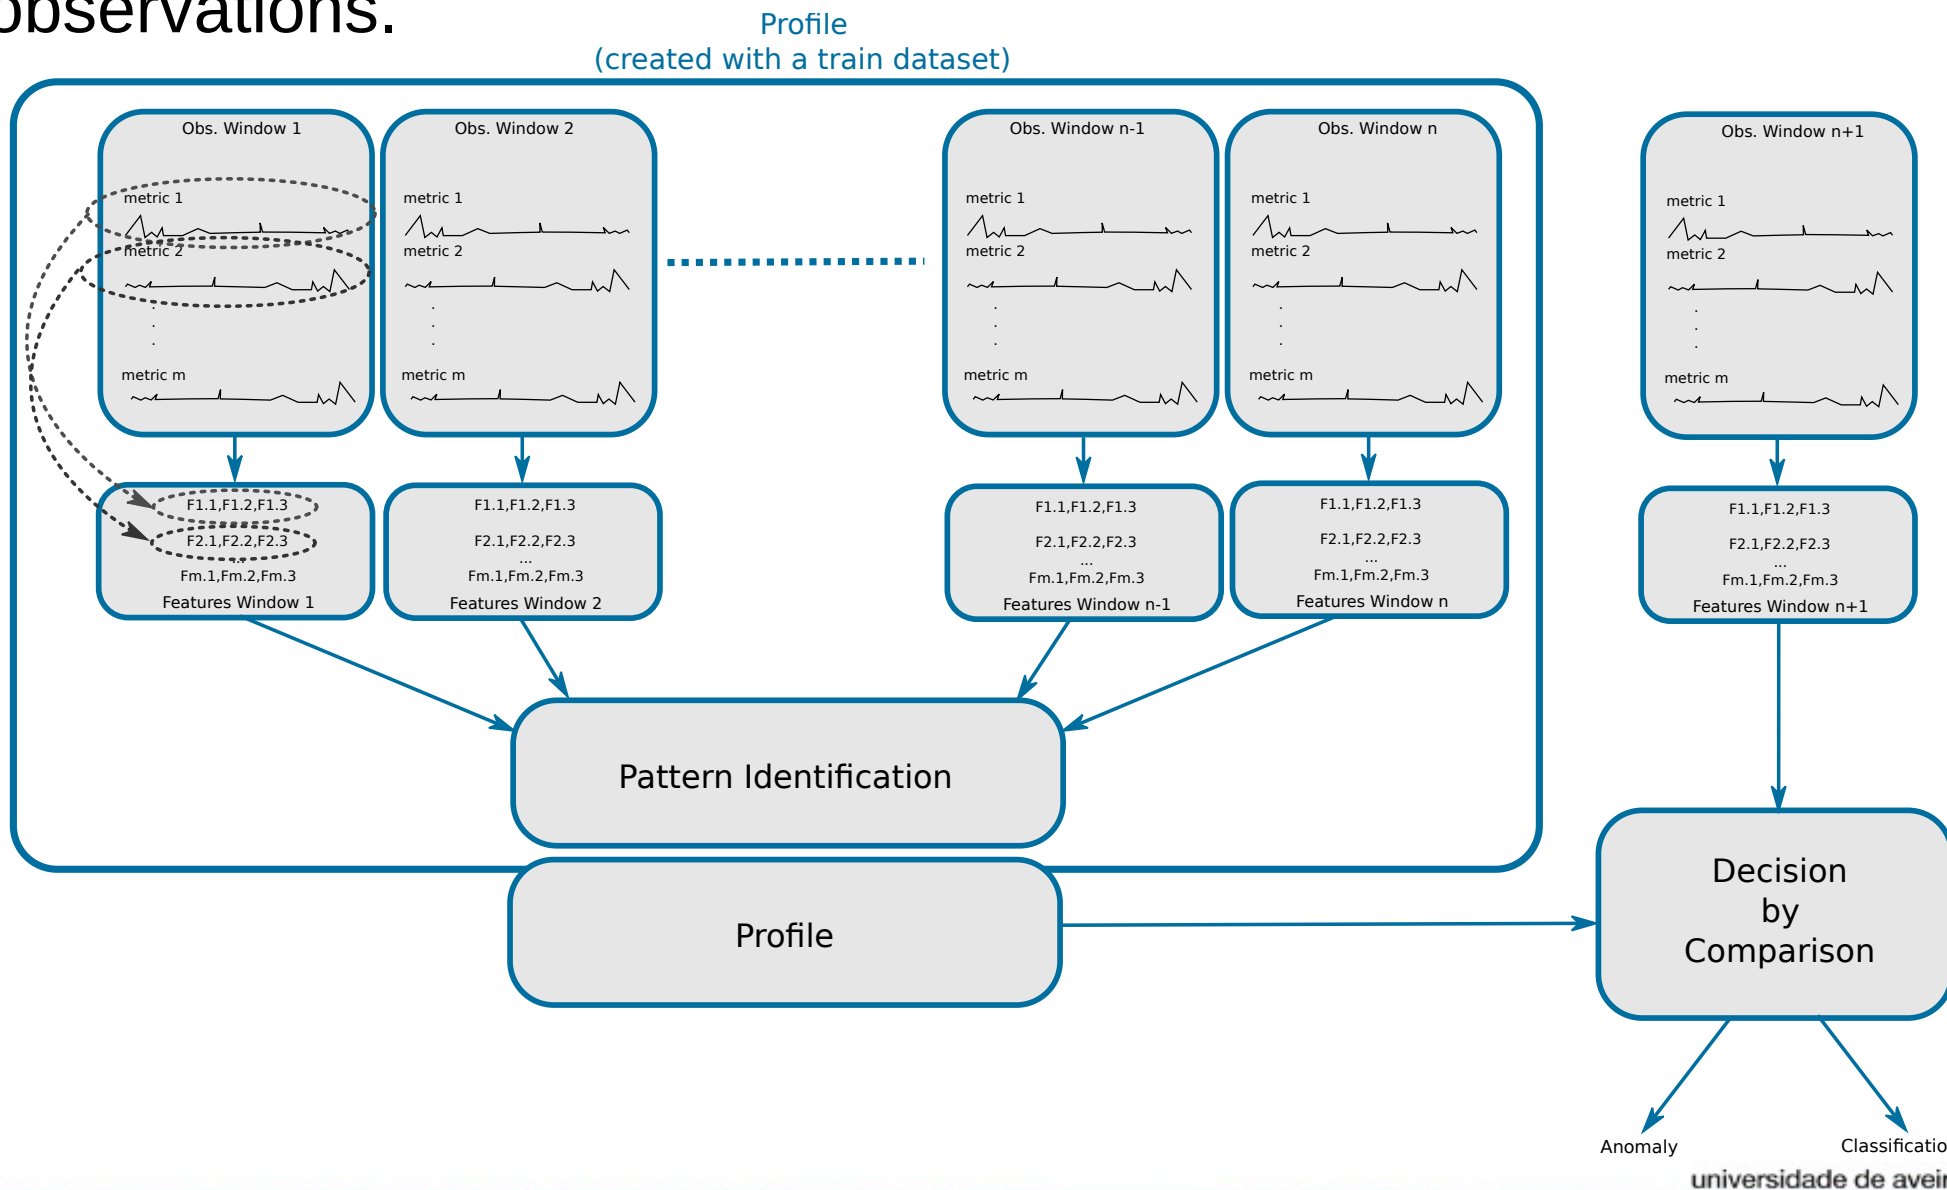 observations.
Profile
(created with a train dataset)
Obs. Window 1
metric 1
metric 2
.
.
.
metric m
F1.1,F1.2,F1.3
F2.1,F2.2,F2.3
...
Fm.1,Fm.2,Fm.3
Features Window 1
Obs. Window 2
metric 1
metric 2
.
.
.
metric m
F1.1,F1.2,F1.3
F2.1,F2.2,F2.3
...
Fm.1,Fm.2,Fm.3
Features Window 2
Obs. Window n-1
metric 1
metric 2
.
.
.
metric m
F1.1,F1.2,F1.3
F2.1,F2.2,F2.3
...
Fm.1,Fm.2,Fm.3
Features Window n-1
Obs. Window n
metric 1
metric 2
.
.
.
metric m
F1.1,F1.2,F1.3
F2.1,F2.2,F2.3
...
Fm.1,Fm.2,Fm.3
Features Window n
Obs. Window n+1
metric 1
metric 2
.
.
.
metric m
F1.1,F1.2,F1.3
F2.1,F2.2,F2.3
...
Fm.1,Fm.2,Fm.3
Features Window n+1
Pattern Identification
Profile
Decision
by
Comparison
Anomaly
Classificatio
universidade de aveir